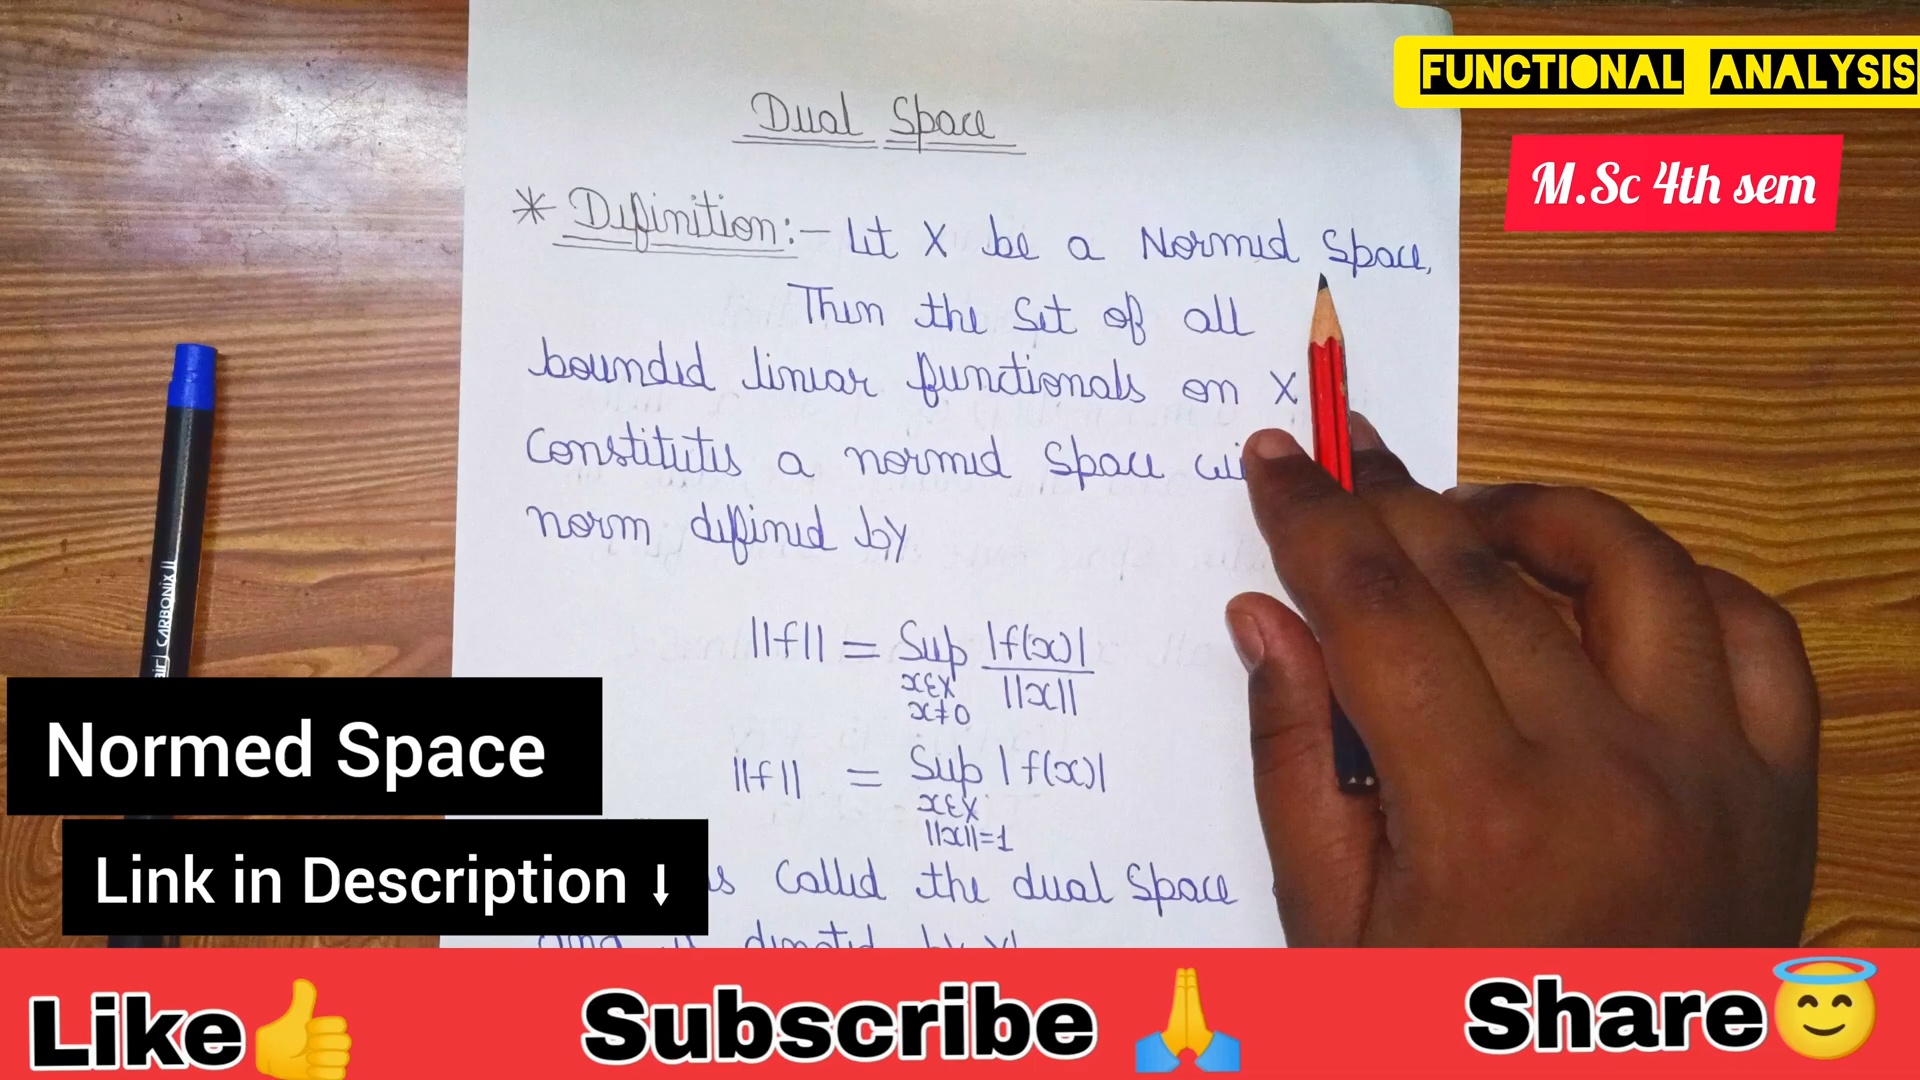 FUNCTIONAL ANALYSIS
M.Sc 4th sem
Dual Space
* Definition:- Let X be a Normed Space,
Then the Set of all
bounded linear functionals on X
Constitutes a normed Space
norm defined by
||f|| = Sup |f(x)| / ||x||
x∈X
x≠0
||f|| = Sup |f(x)|
x∈X
||x||=1
Called the dual Space
denoted by X'
CARBONIX
Normed Space
Link in Description ↓
Like👍 Subscribe 🙏 Share😇